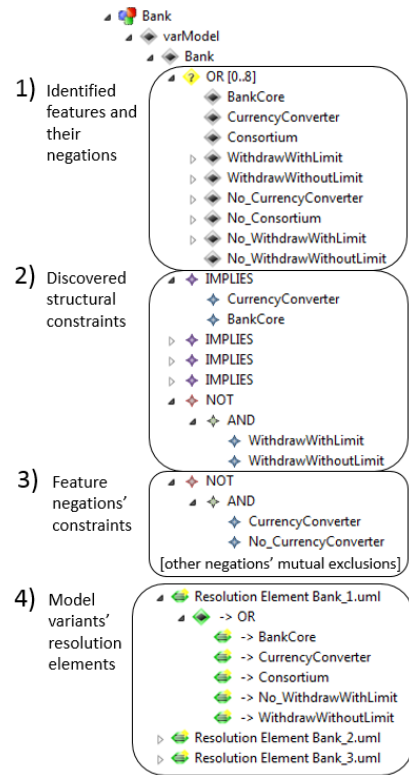 Bank
varModel
Bank
1) Identified features and their negations
OR [0..8]
BankCore
CurrencyConverter
Consortium
WithdrawWithLimit
WithdrawWithoutLimit
No_CurrencyConverter
No_Consortium
No_WithdrawWithLimit
No_WithdrawWithoutLimit
2) Discovered structural constraints
IMPLIES
CurrencyConverter
BankCore
IMPLIES
IMPLIES
IMPLIES
NOT
AND
WithdrawWithLimit
WithdrawWithoutLimit
3) Feature negations' constraints
NOT
AND
CurrencyConverter
No_CurrencyConverter
[other negations' mutual exclusions]
4) Model variants' resolution elements
Resolution Element Bank_1.uml
-> OR
-> BankCore
-> CurrencyConverter
-> Consortium
-> No_WithdrawWithLimit
-> WithdrawWithoutLimit
Resolution Element Bank_2.uml
Resolution Element Bank_3.uml